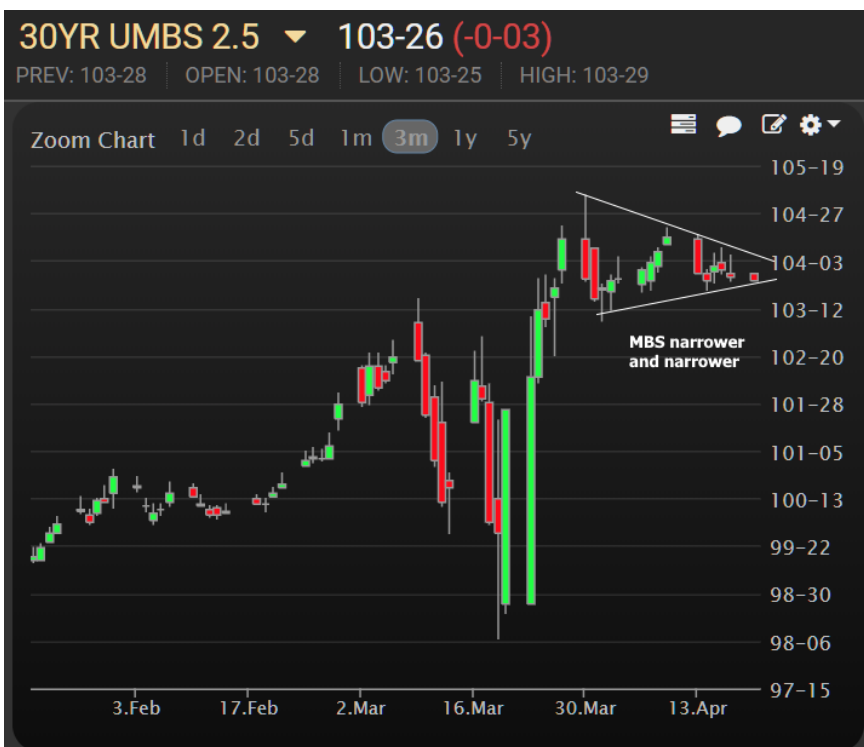 30YR UMBS 2.5 103-26 (-0-03)
PREV: 103-28 OPEN: 103-28 LOW: 103-25 HIGH: 103-29
Zoom Chart 1d 2d 5d 1m 3m 1y 5y
105-19
104-27
104-03
103-12
MBS narrower
and narrower
102-20
101-28
101-05
100-13
99-22
98-30
98-06
97-15
3.Feb 17.Feb 2.Mar 16.Mar 30.Mar 13.Apr